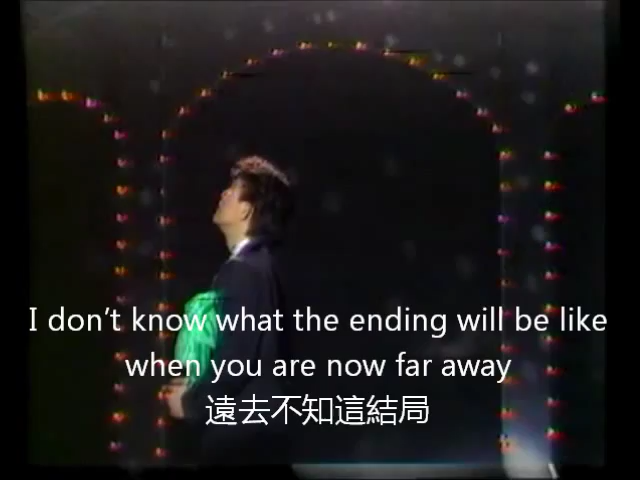 I don't know what the ending will be like
when you are now far away
遠去不知這結局